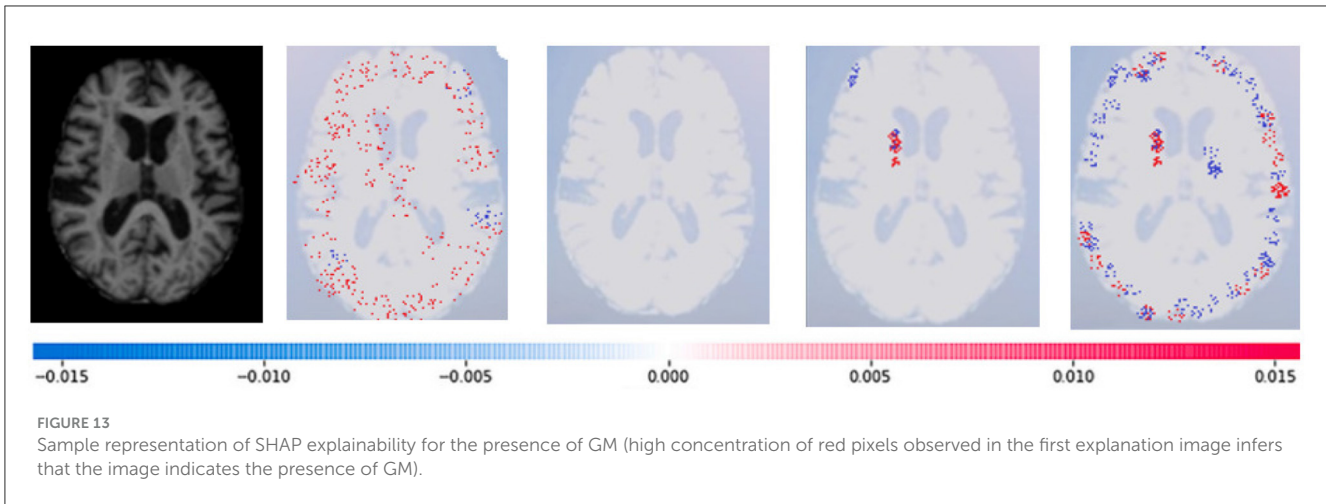 −0.015 −0.010 −0.005 0.000 0.005 0.010 0.015
FIGURE 13
Sample representation of SHAP explainability for the presence of GM (high concentration of red pixels observed in the first explanation image infers
that the image indicates the presence of GM).